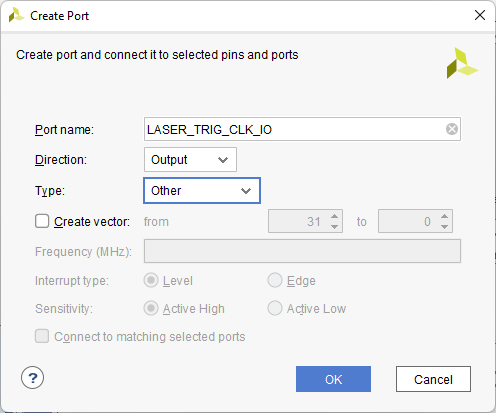 Create Port
Create port and connect it to selected pins and ports
Port name: LASER_TRIG_CLK_IO
Direction: Output
Type: Other
Create vector: from 31 to 0
Frequency (MHz):
Interrupt type: Level Edge
Sensitivity: Active High Active Low
Connect to matching selected ports
? OK Cancel